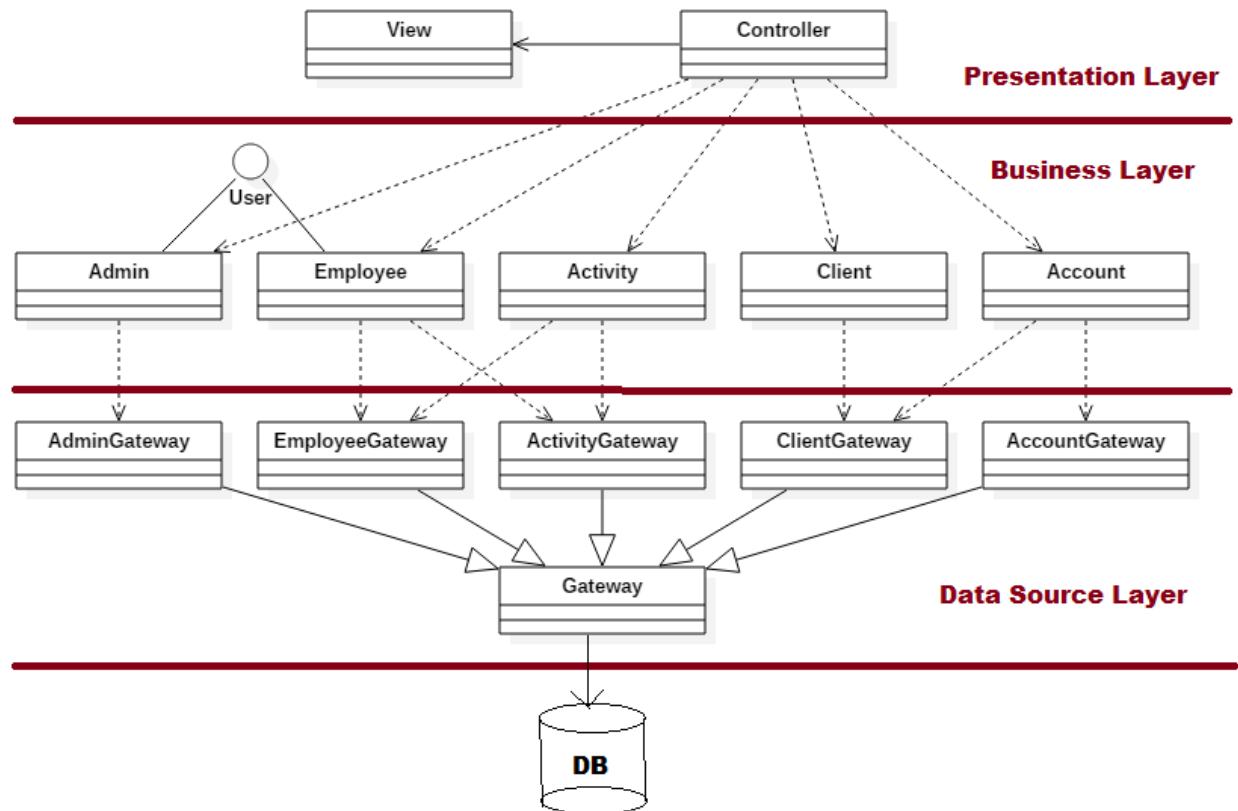 View
Controller
Presentation Layer
Business Layer
User
Admin
Employee
Activity
Client
Account
AdminGateway
EmployeeGateway
ActivityGateway
ClientGateway
AccountGateway
Gateway
Data Source Layer
DB